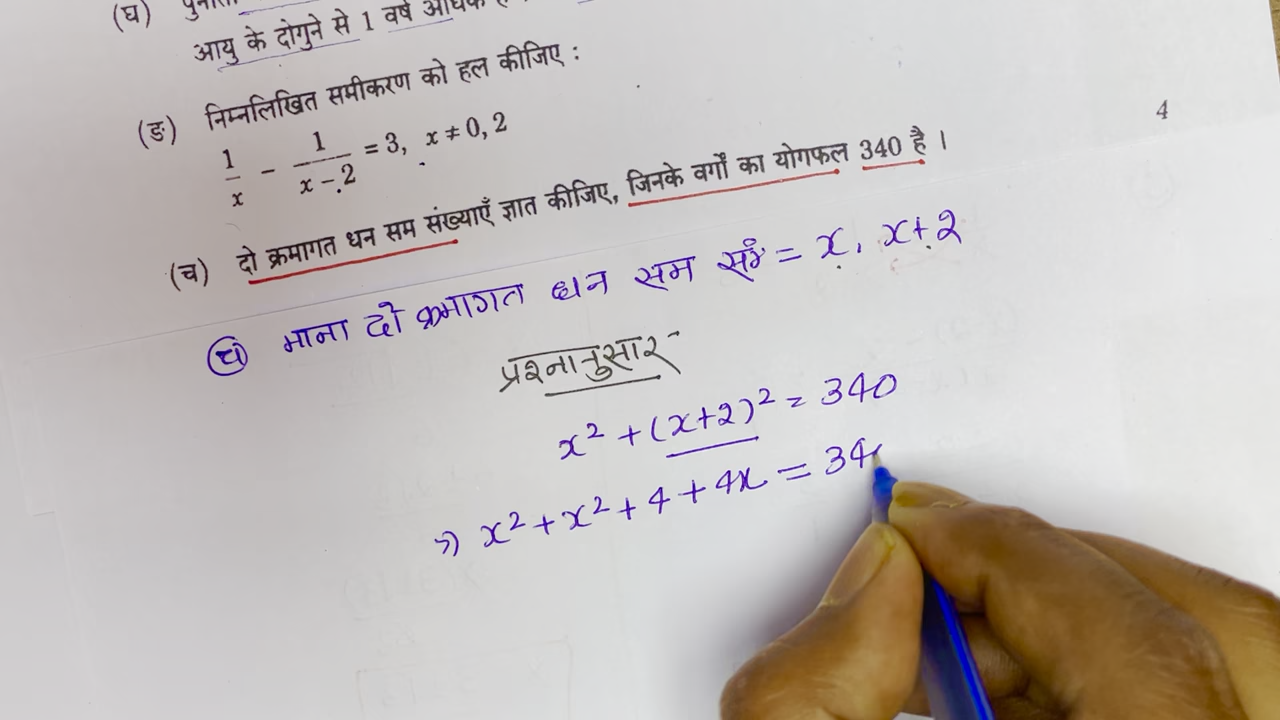 (घ)
आयु के दोगुने से 1 वर्ष अधिक
(ङ) निम्नलिखित समीकरण को हल कीजिए :
1/x - 1/(x-2) = 3, x ≠ 0, 2
4
(च) दो क्रमागत धन सम संख्याएँ ज्ञात कीजिए, जिनके वर्गों का योगफल 340 है ।
(च) माना दो क्रमागत धन सम सं॰ = x, x+2
प्रश्नानुसार -
x² + (x+2)² = 340
⇒ x² + x² + 4 + 4x = 34